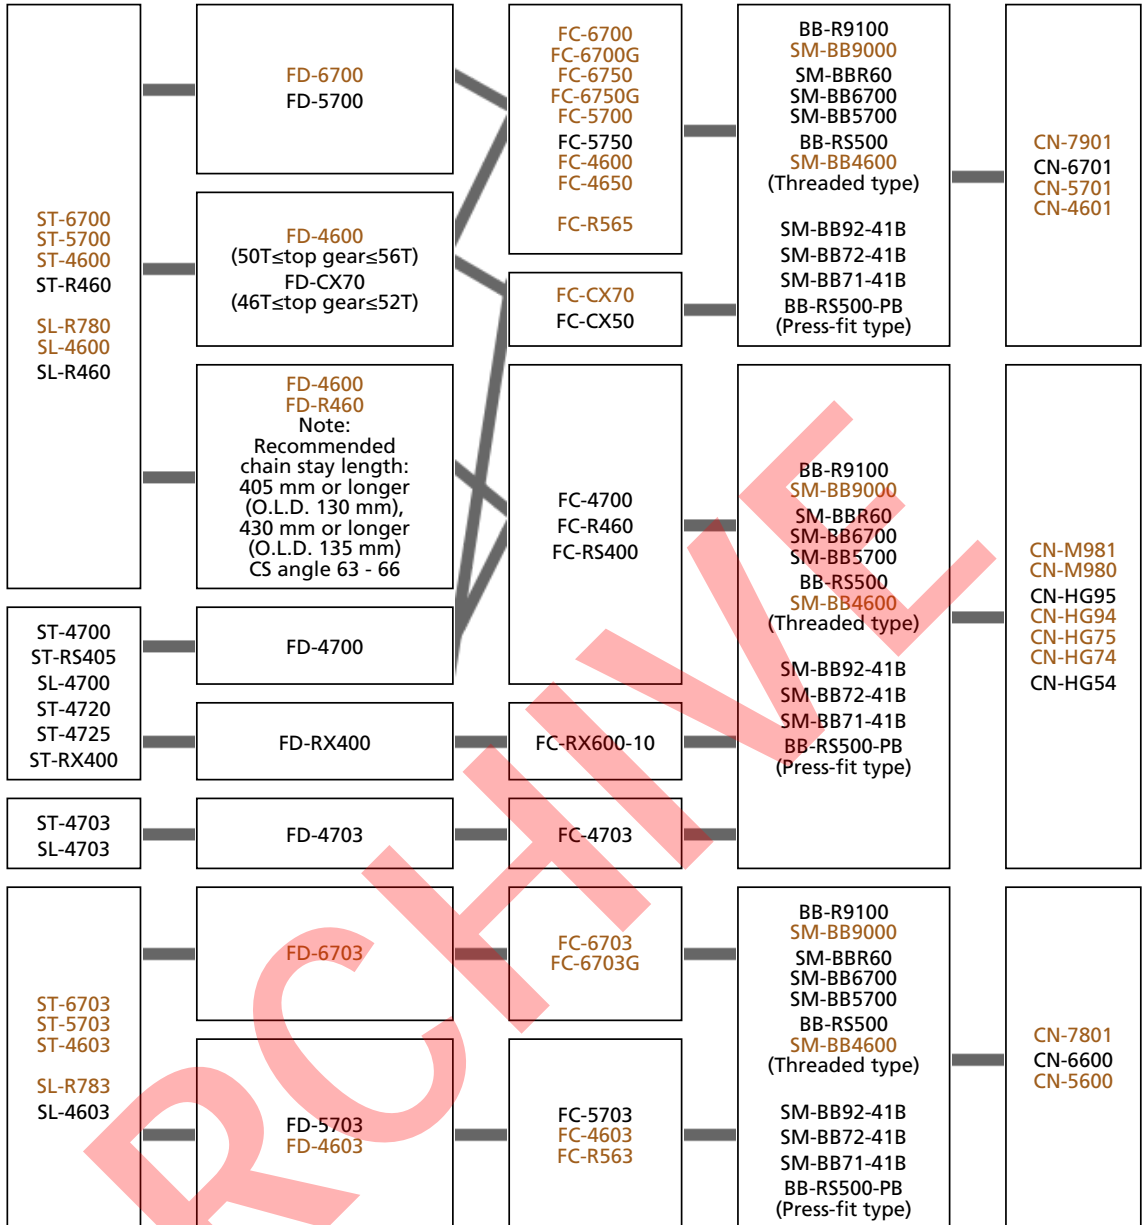 ST-6700
ST-5700
ST-4600
ST-R460
SL-R780
SL-4600
SL-R460
FD-6700
FD-5700
FD-4600
(50T≤top gear≤56T)
FD-CX70
(46T≤top gear≤52T)
FD-4600
FD-R460
Note:
Recommended
chain stay length:
405 mm or longer
(O.L.D. 130 mm),
430 mm or longer
(O.L.D. 135 mm)
CS angle 63 - 66
FC-6700
FC-6700G
FC-6750
FC-6750G
FC-5700
FC-5750
FC-4600
FC-4650
FC-R565
FC-CX70
FC-CX50
BB-R9100
SM-BB9000
SM-BBR60
SM-BB6700
SM-BB5700
BB-RS500
SM-BB4600
(Threaded type)
SM-BB92-41B
SM-BB72-41B
SM-BB71-41B
BB-RS500-PB
(Press-fit type)
CN-7901
CN-6701
CN-5701
CN-4601
FC-4700
FC-R460
FC-RS400
BB-R9100
SM-BB9000
SM-BBR60
SM-BB6700
SM-BB5700
BB-RS500
SM-BB4600
(Threaded type)
SM-BB92-41B
SM-BB72-41B
SM-BB71-41B
BB-RS500-PB
(Press-fit type)
CN-M981
CN-M980
CN-HG95
CN-HG94
CN-HG75
CN-HG74
CN-HG54
ST-4700
ST-RS405
SL-4700
ST-4720
ST-4725
ST-RX400
FD-4700
FD-RX400
FC-RX600-10
ST-4703
SL-4703
FD-4703
FC-4703
ST-6703
ST-5703
ST-4603
SL-R783
SL-4603
FD-6703
FC-6703
FC-6703G
FD-5703
FD-4603
FC-5703
FC-4603
FC-R563
BB-R9100
SM-BB9000
SM-BBR60
SM-BB6700
SM-BB5700
BB-RS500
SM-BB4600
(Threaded type)
SM-BB92-41B
SM-BB72-41B
SM-BB71-41B
BB-RS500-PB
(Press-fit type)
CN-7801
CN-6600
CN-5600
RCHIVE